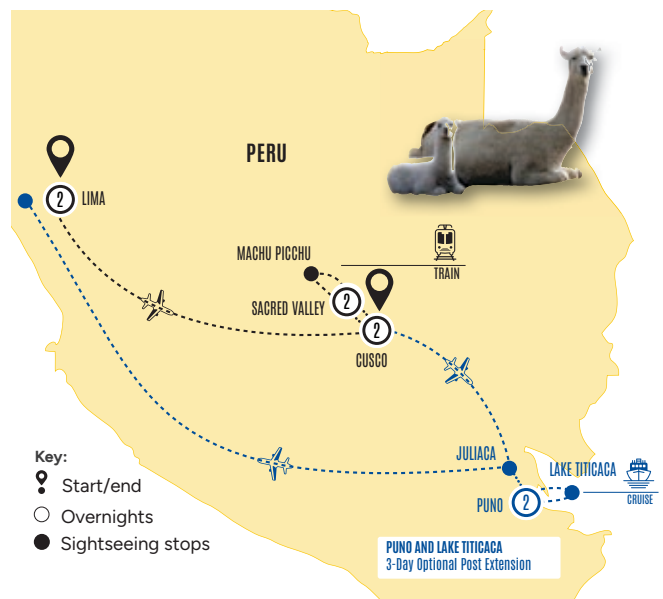 PERU
2
LIMA
MACHU PICCHU
TRAIN
SACRED VALLEY
2
2
CUSCO
JULIACA
LAKE TITICACA
CRUISE
PUNO
2
Key:
Start/end
Overnights
Sightseeing stops
PUNO AND LAKE TITICACA
3-Day Optional Post Extension